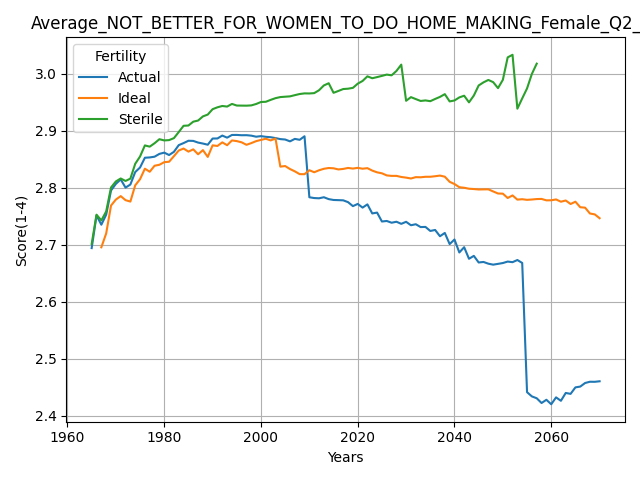 Average_NOT_BETTER_FOR_WOMEN_TO_DO_HOME_MAKING_Female_Q2_
Fertility
Actual
Ideal
Sterile
Score(1-4)
3.0
2.9
2.8
2.7
2.6
2.5
2.4
1960 1980 2000 2020 2040 2060
Years